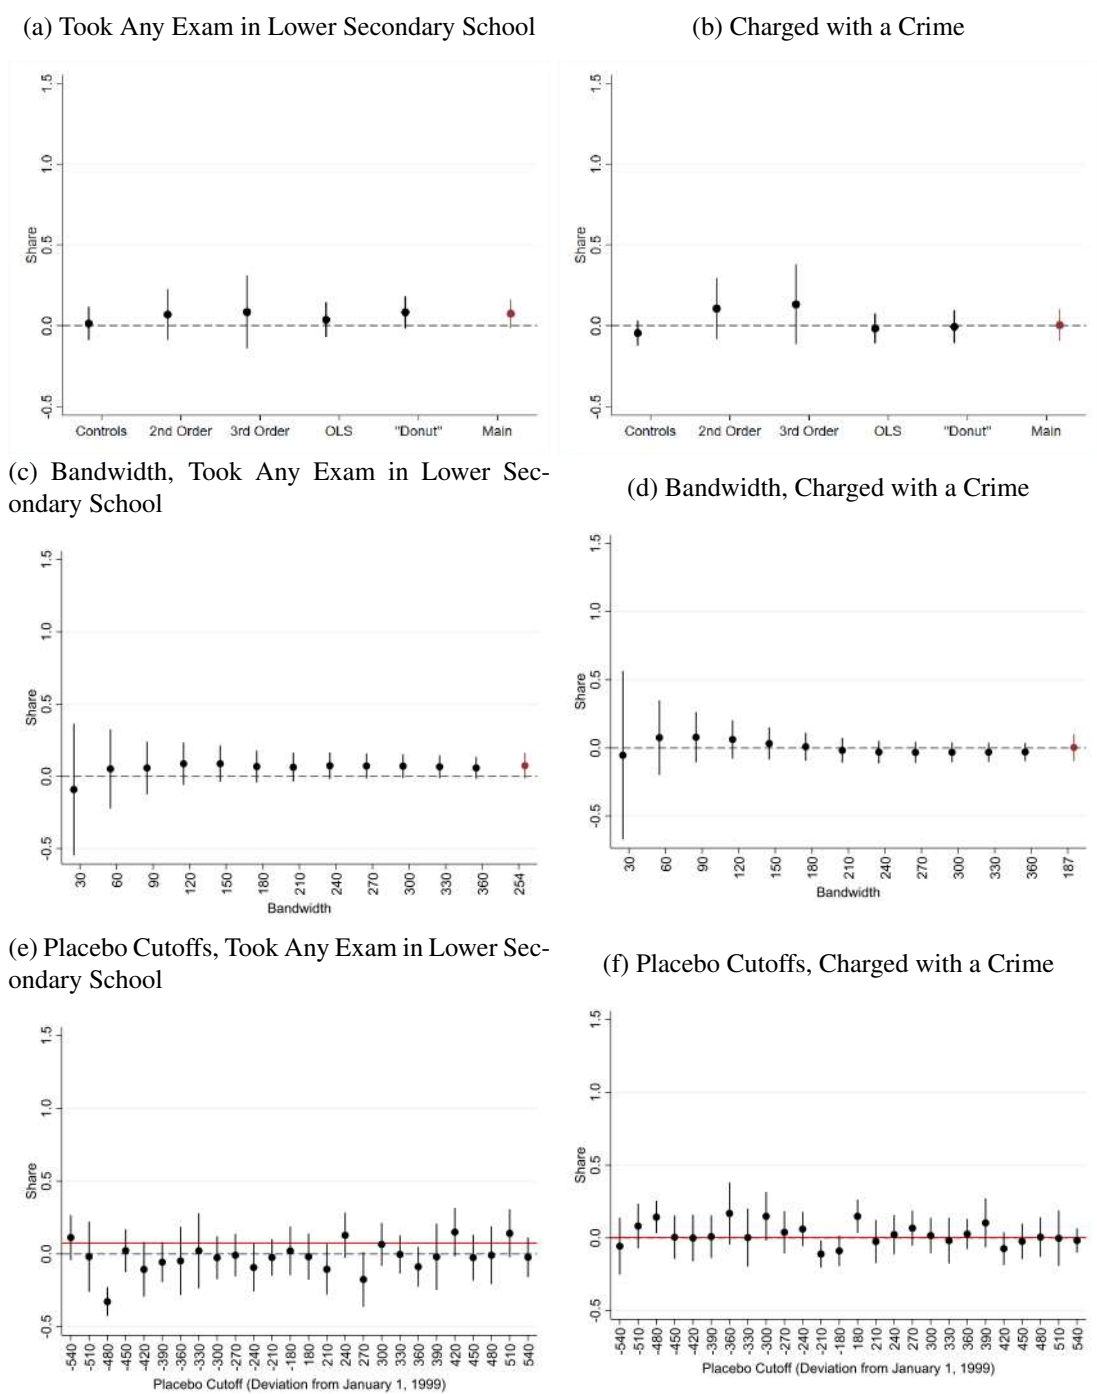 (a) Took Any Exam in Lower Secondary School
1.5
1.0
0.5
0.0
-0.5
Share
Controls 2nd Order 3rd Order OLS "Donut" Main
(b) Charged with a Crime
1.5
1.0
0.5
0.0
-0.5
Share
Controls 2nd Order 3rd Order OLS "Donut" Main
(c) Bandwidth, Took Any Exam in Lower Sec-
ondary School
1.5
1.0
0.5
0.0
-0.5
Share
30 60 90 120 150 180 210 240 270 300 330 360 254
Bandwidth
(d) Bandwidth, Charged with a Crime
1.5
1.0
0.5
0.0
-0.5
Share
30 60 90 120 150 180 210 240 270 300 330 360 187
Bandwidth
(e) Placebo Cutoffs, Took Any Exam in Lower Sec-
ondary School
1.5
1.0
0.5
0.0
-0.5
Share
-540 -510 -480 -450 -420 -390 -360 -330 -300 -270 -240 -210 -180 180 210 240 270 300 330 360 390 420 450 480 510 540
Placebo Cutoff (Deviation from January 1, 1999)
(f) Placebo Cutoffs, Charged with a Crime
1.5
1.0
0.5
0.0
-0.5
Share
-540 -510 -480 -450 -420 -390 -360 -330 -300 -270 -240 -210 -180 180 210 240 270 300 330 360 390 420 450 480 510 540
Placebo Cutoff (Deviation from January 1, 1999)